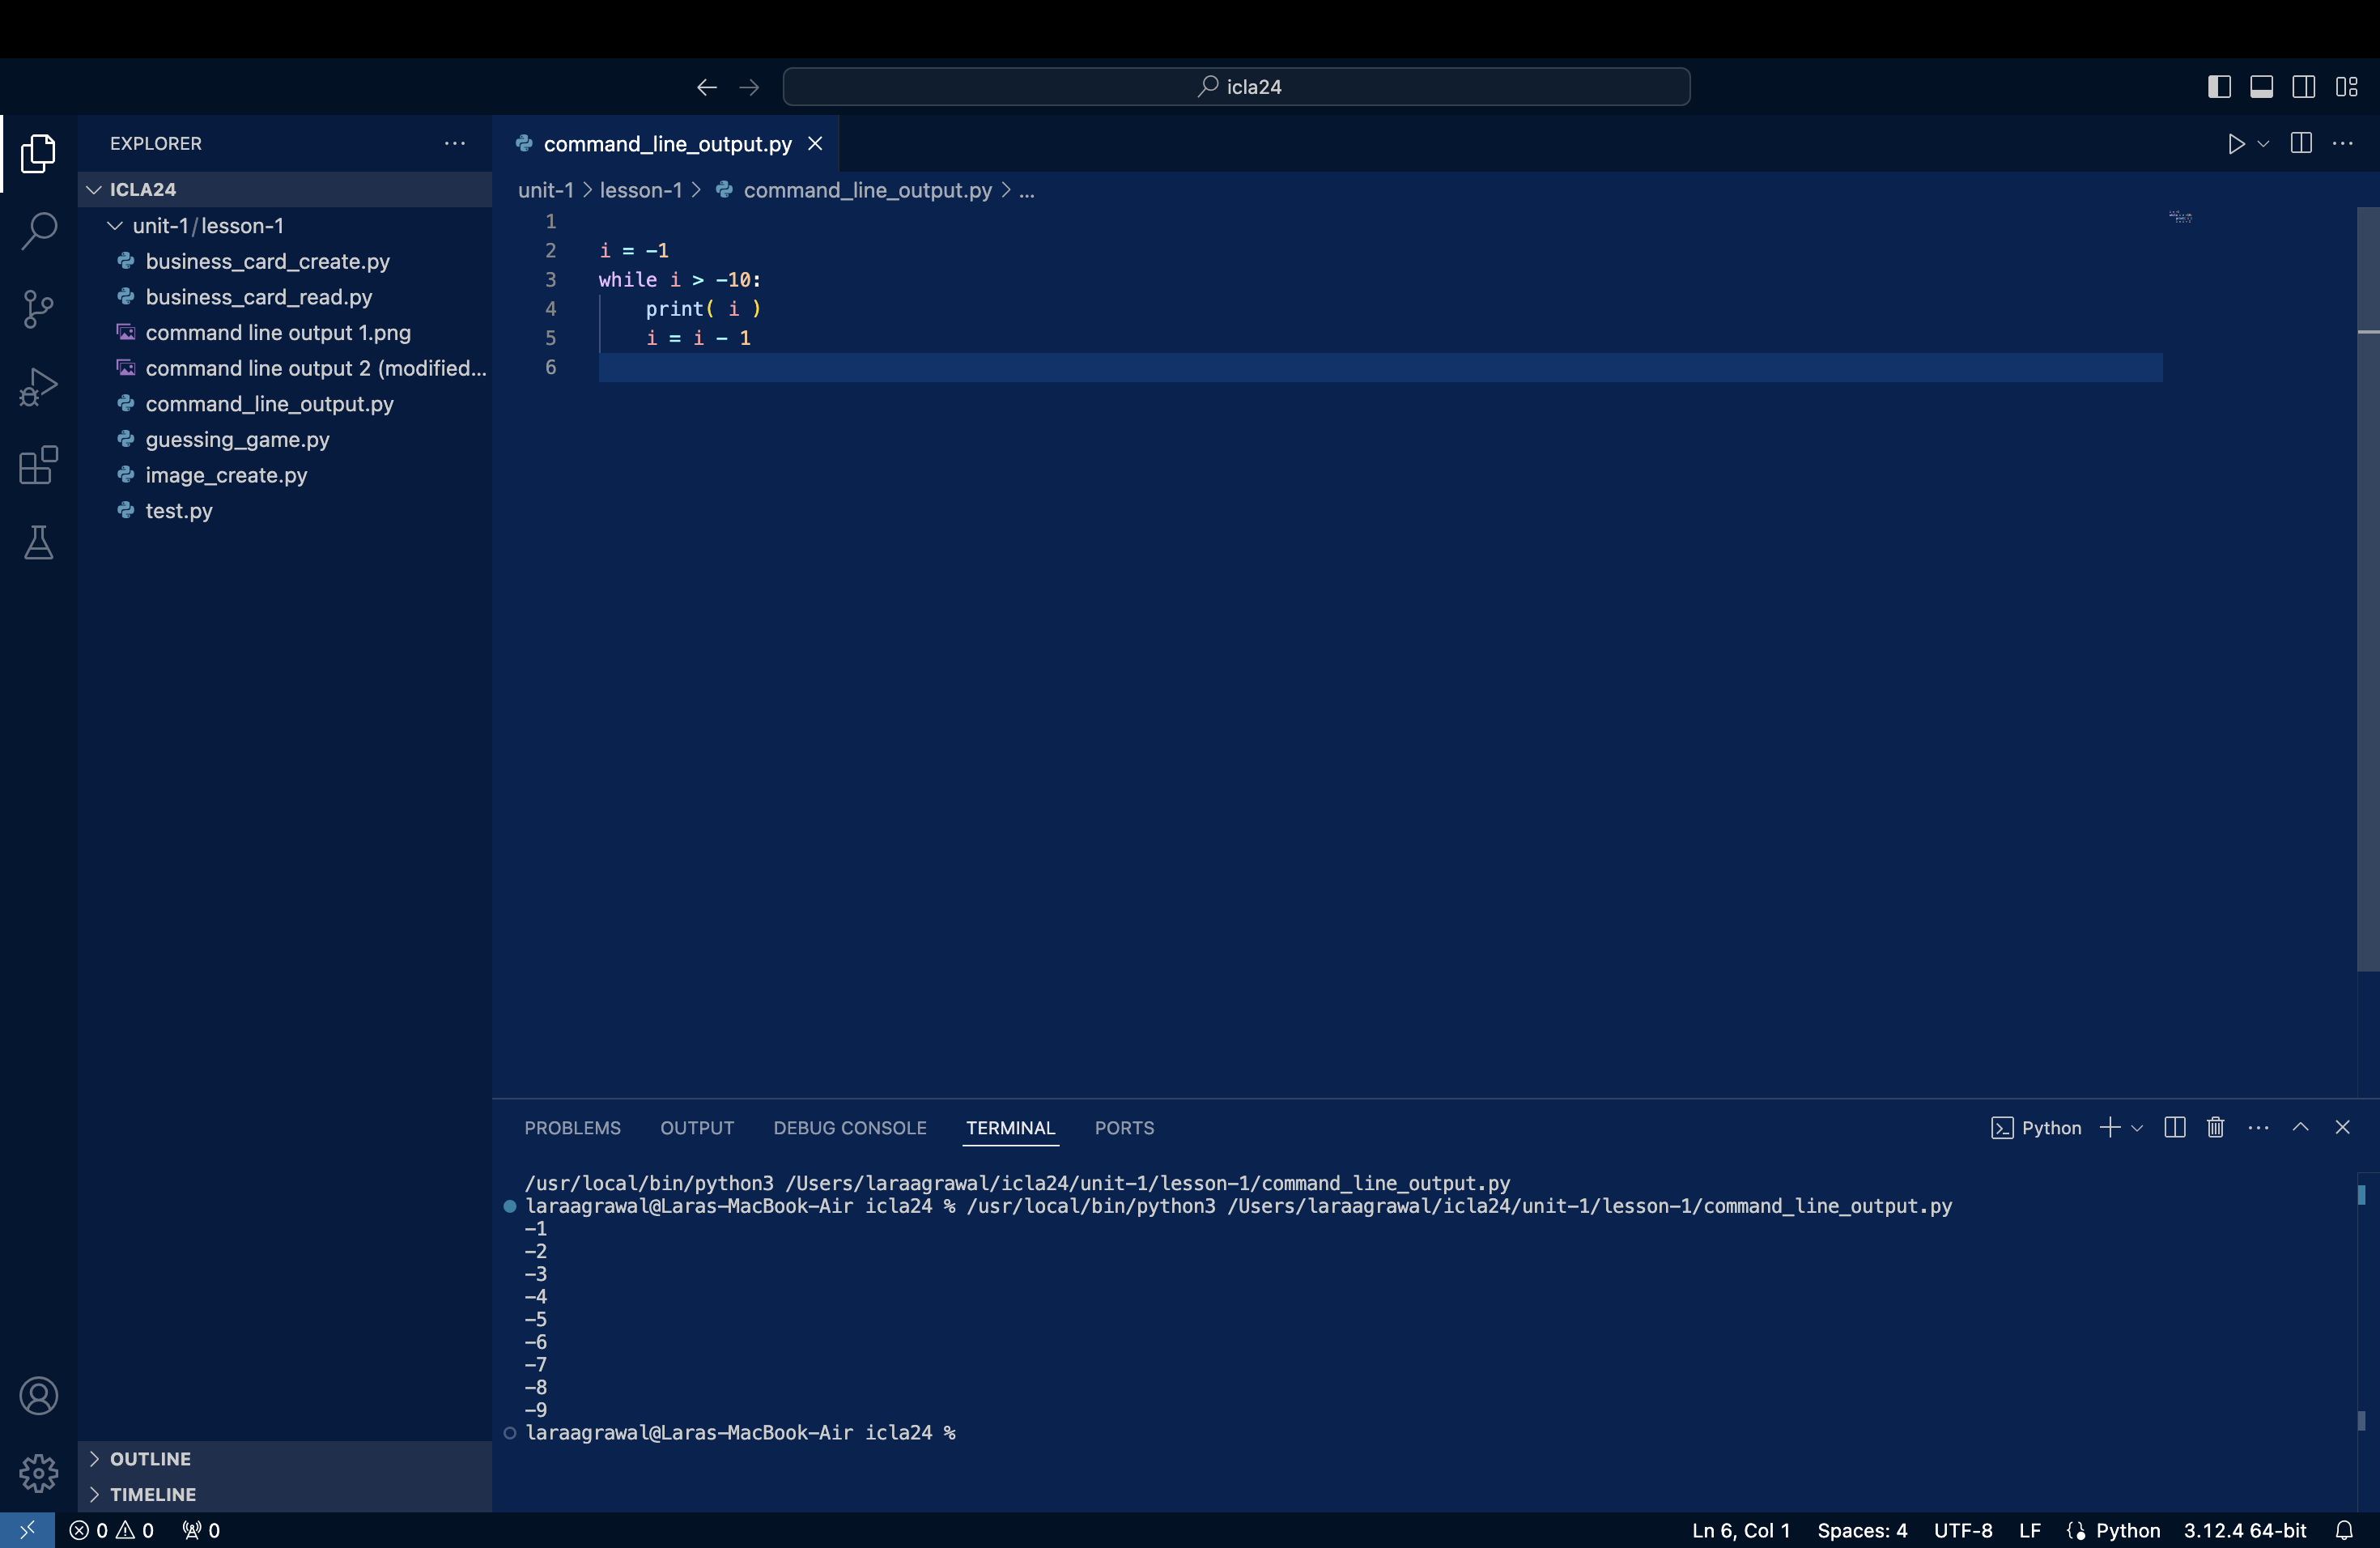 icla24
EXPLORER
ICLA24
unit-1/lesson-1
business_card_create.py
business_card_read.py
command line output 1.png
command line output 2 (modified...
command_line_output.py
guessing_game.py
image_create.py
test.py
OUTLINE
TIMELINE
command_line_output.py
unit-1 > lesson-1 > command_line_output.py > ...
1
2 i = -1
3 while i > -10:
4     print( i )
5     i = i - 1
6
PROBLEMS OUTPUT DEBUG CONSOLE TERMINAL PORTS
Python
/usr/local/bin/python3 /Users/laraagrawal/icla24/unit-1/lesson-1/command_line_output.py
laraagrawal@Laras-MacBook-Air icla24 % /usr/local/bin/python3 /Users/laraagrawal/icla24/unit-1/lesson-1/command_line_output.py
-1
-2
-3
-4
-5
-6
-7
-8
-9
laraagrawal@Laras-MacBook-Air icla24 %
0 0 0 Ln 6, Col 1 Spaces: 4 UTF-8 LF Python 3.12.4 64-bit